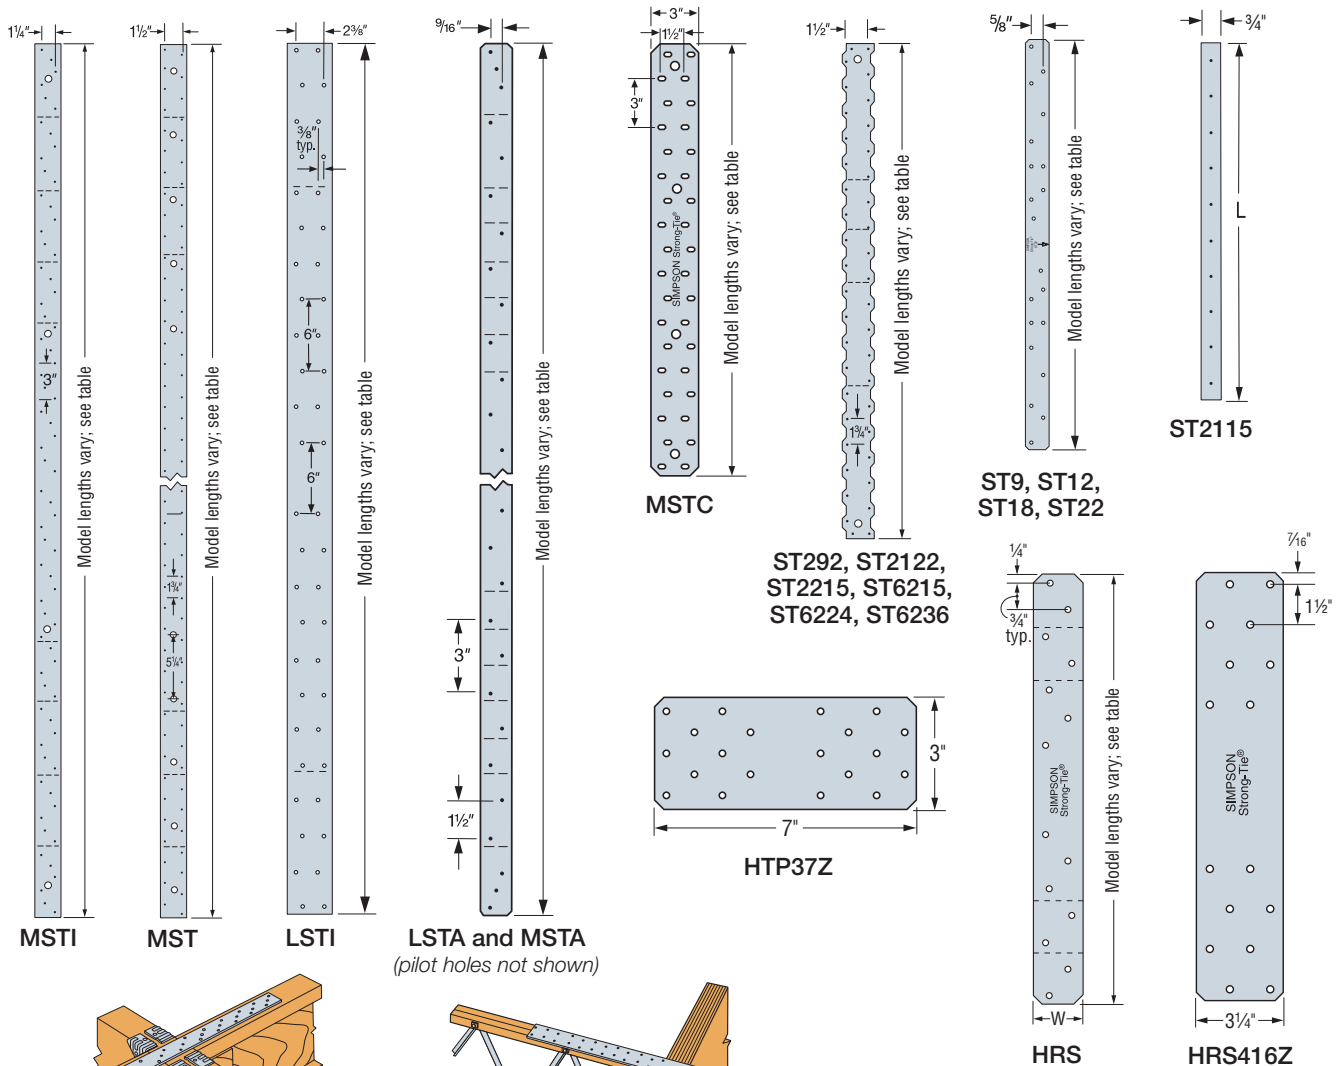 1¼"
1½"
2⅜"
9/16"
3"
1½"
1½"
⅝"
¾"
3"
⅜"
typ.
SIMPSON Strong-Tie®
Model lengths vary; see table
Model lengths vary; see table
Model lengths vary; see table
L
ST2115
6"
3"
Model lengths vary; see table
Model lengths vary; see table
Model lengths vary; see table
Model lengths vary; see table
1¾"
6"
MSTC
ST9, ST12,
ST18, ST22
ST292, ST2122,
ST2215, ST6215,
ST6224, ST6236
1¾"
5¼"
3"
1½"
¼"
¾"
typ.
7/16"
1½"
3"
7"
HTP37Z
SIMPSON
Strong-Tie®
Model lengths vary; see table
SIMPSON
Strong-Tie®
MSTI
MST
LSTI
LSTA and MSTA
(pilot holes not shown)
W
HRS
3¼"
HRS416Z